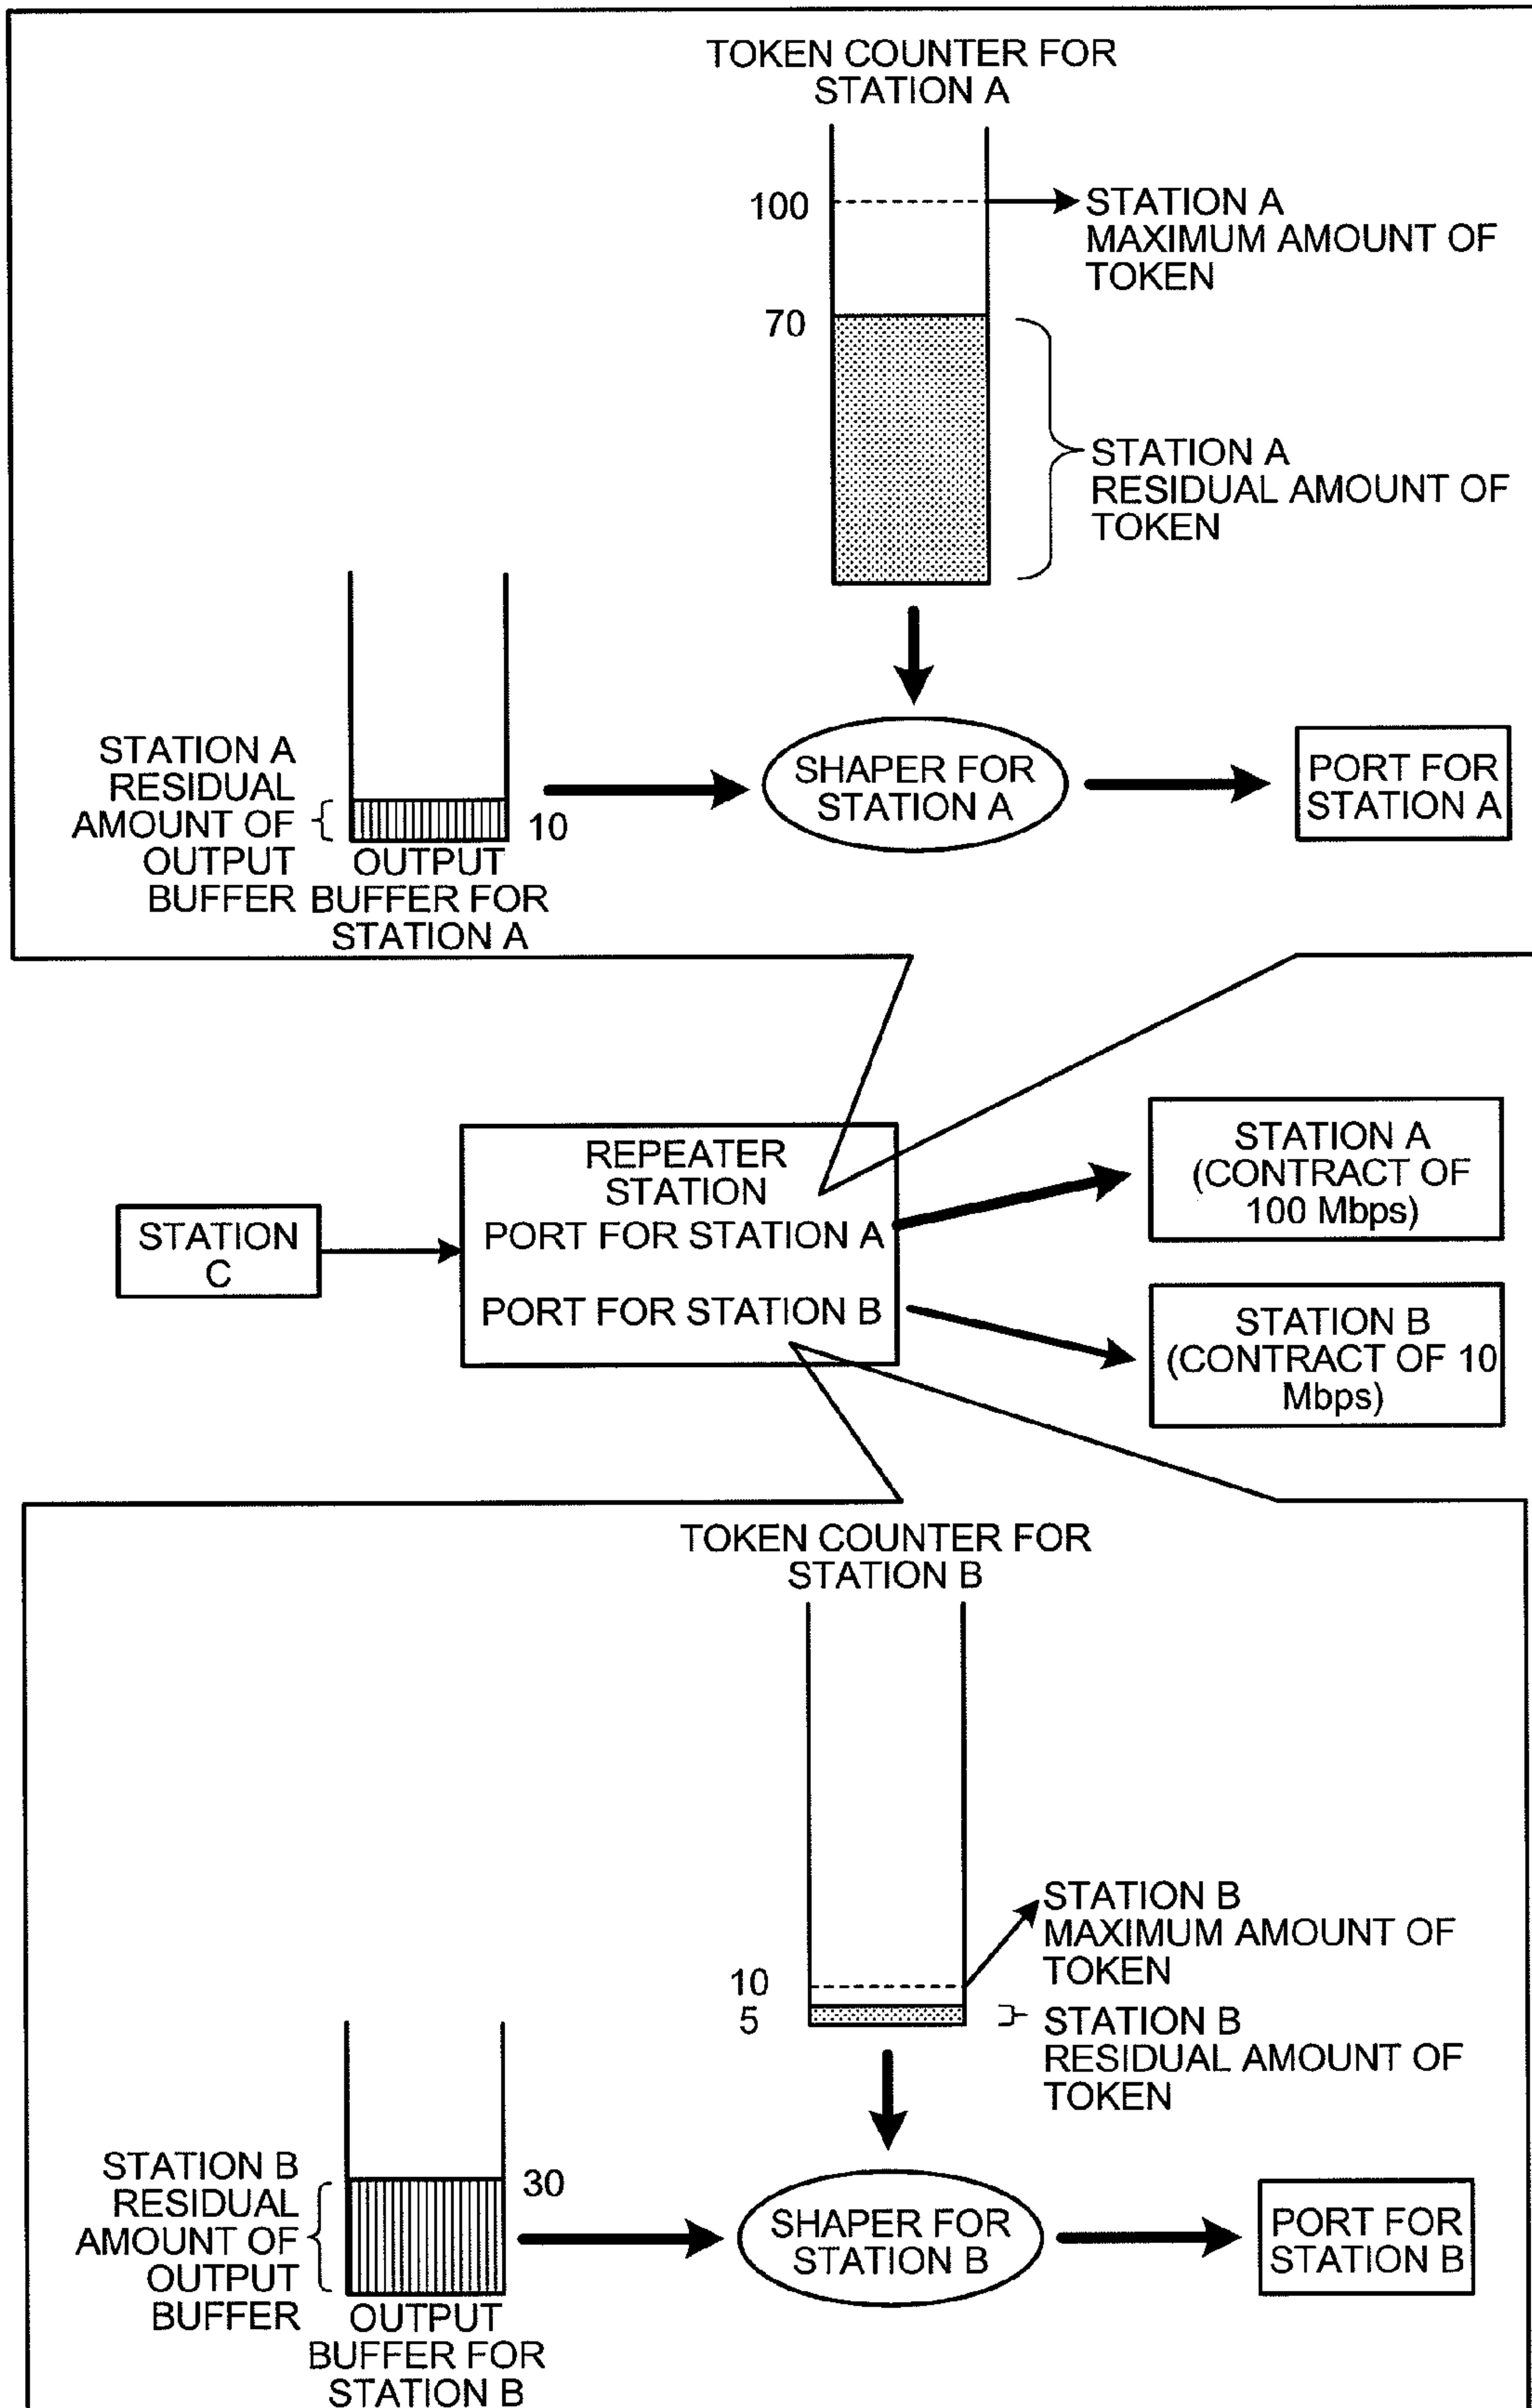 TOKEN COUNTER FOR
STATION A
100
STATION A
MAXIMUM AMOUNT OF
TOKEN
70
STATION A
RESIDUAL AMOUNT OF
TOKEN
STATION A
RESIDUAL
AMOUNT OF
OUTPUT
BUFFER
10
OUTPUT
BUFFER FOR
STATION A
SHAPER FOR
STATION A
PORT FOR
STATION A
STATION
C
REPEATER
STATION
PORT FOR STATION A
PORT FOR STATION B
STATION A
(CONTRACT OF
100 Mbps)
STATION B
(CONTRACT OF 10
Mbps)
TOKEN COUNTER FOR
STATION B
10
5
STATION B
MAXIMUM AMOUNT OF
TOKEN
STATION B
RESIDUAL AMOUNT OF
TOKEN
STATION B
RESIDUAL
AMOUNT OF
OUTPUT
BUFFER
30
OUTPUT
BUFFER FOR
STATION B
SHAPER FOR
STATION B
PORT FOR
STATION B